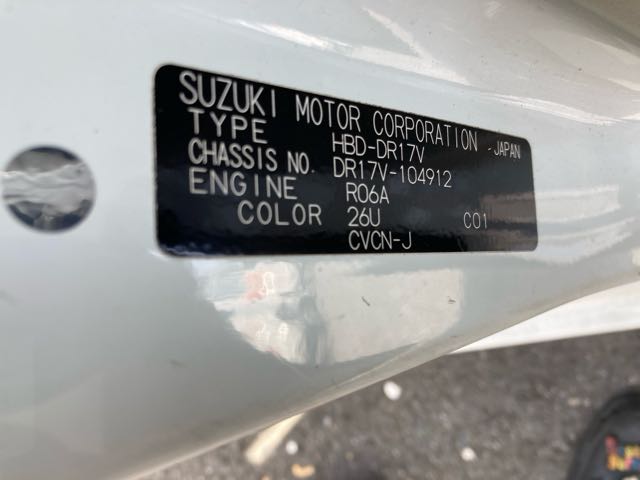 SUZUKI MOTOR CORPORATION - JAPAN
TYPE HBD-DR17V
CHASSIS NO. DR17V-104912
ENGINE R06A
COLOR 26U C01
CVCN-J